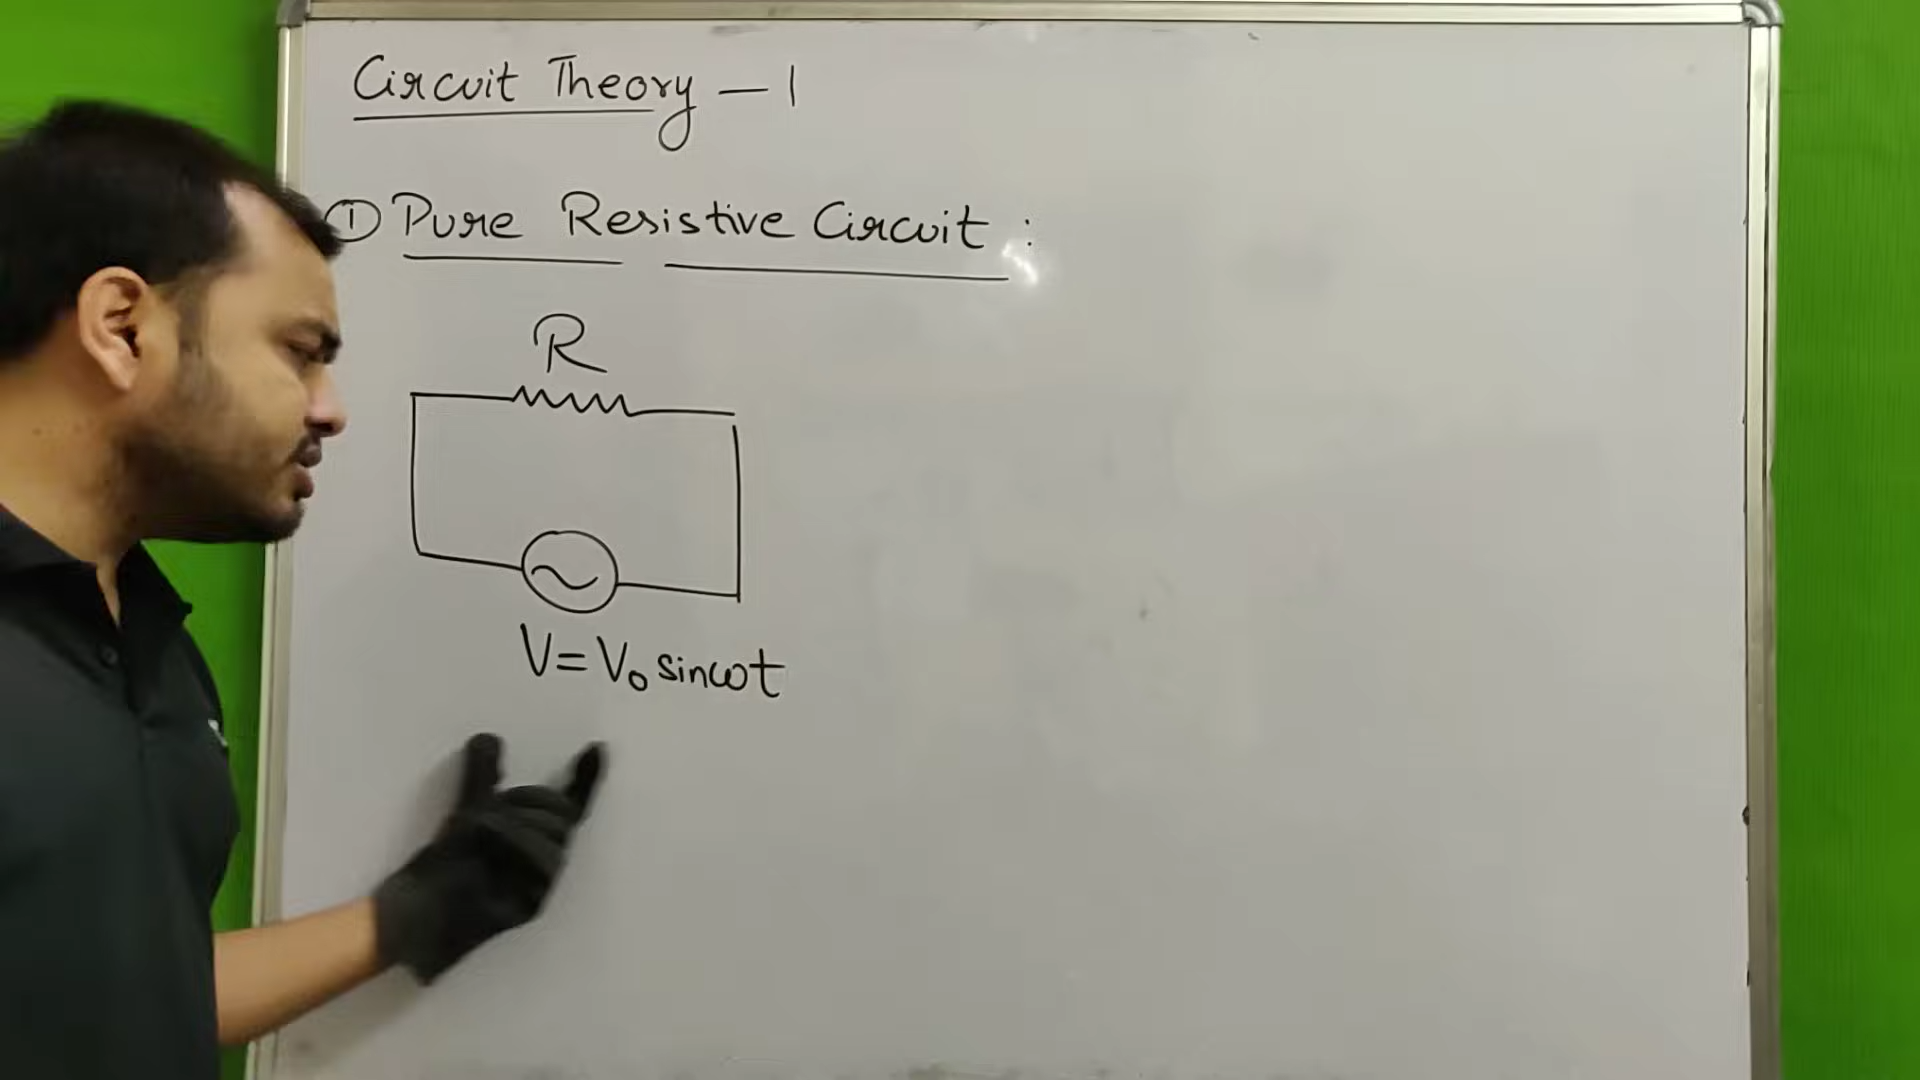 Circuit Theory – 1
① Pure Resistive Circuit :
R
V = V₀ sinωt